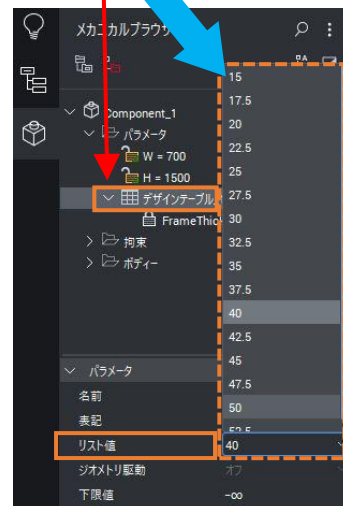 メカニカルブラウザ
Component_1
パラメータ
W = 700
H = 1500
デザインテーブル
FrameThic
拘束
ボディー
15
17.5
20
22.5
25
27.5
30
32.5
35
37.5
40
42.5
45
47.5
50
52.5
パラメータ
名前
表記
リスト値 40
ジオメトリ駆動 オフ
下限値 -∞